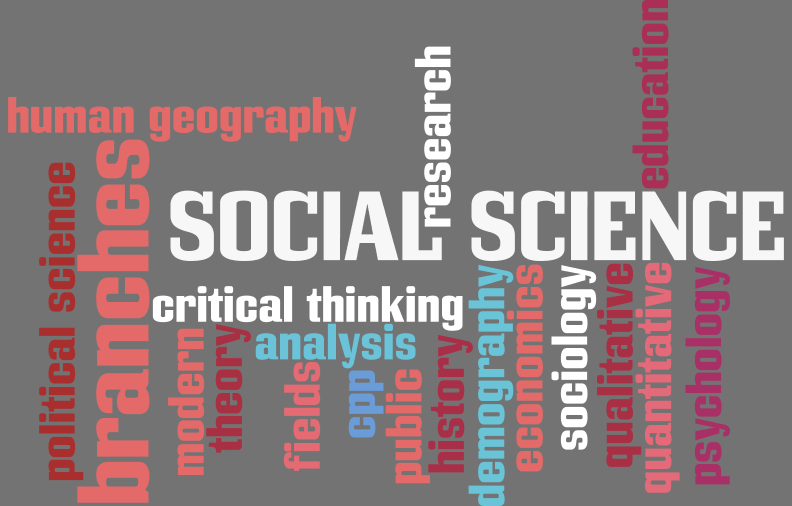 education
research
human geography
political science
branches
SOCIAL SCIENCE
critical thinking
analysis
modern
theory
fields
cpp
public
history
demography
economics
sociology
qualitative
quantitative
psychology